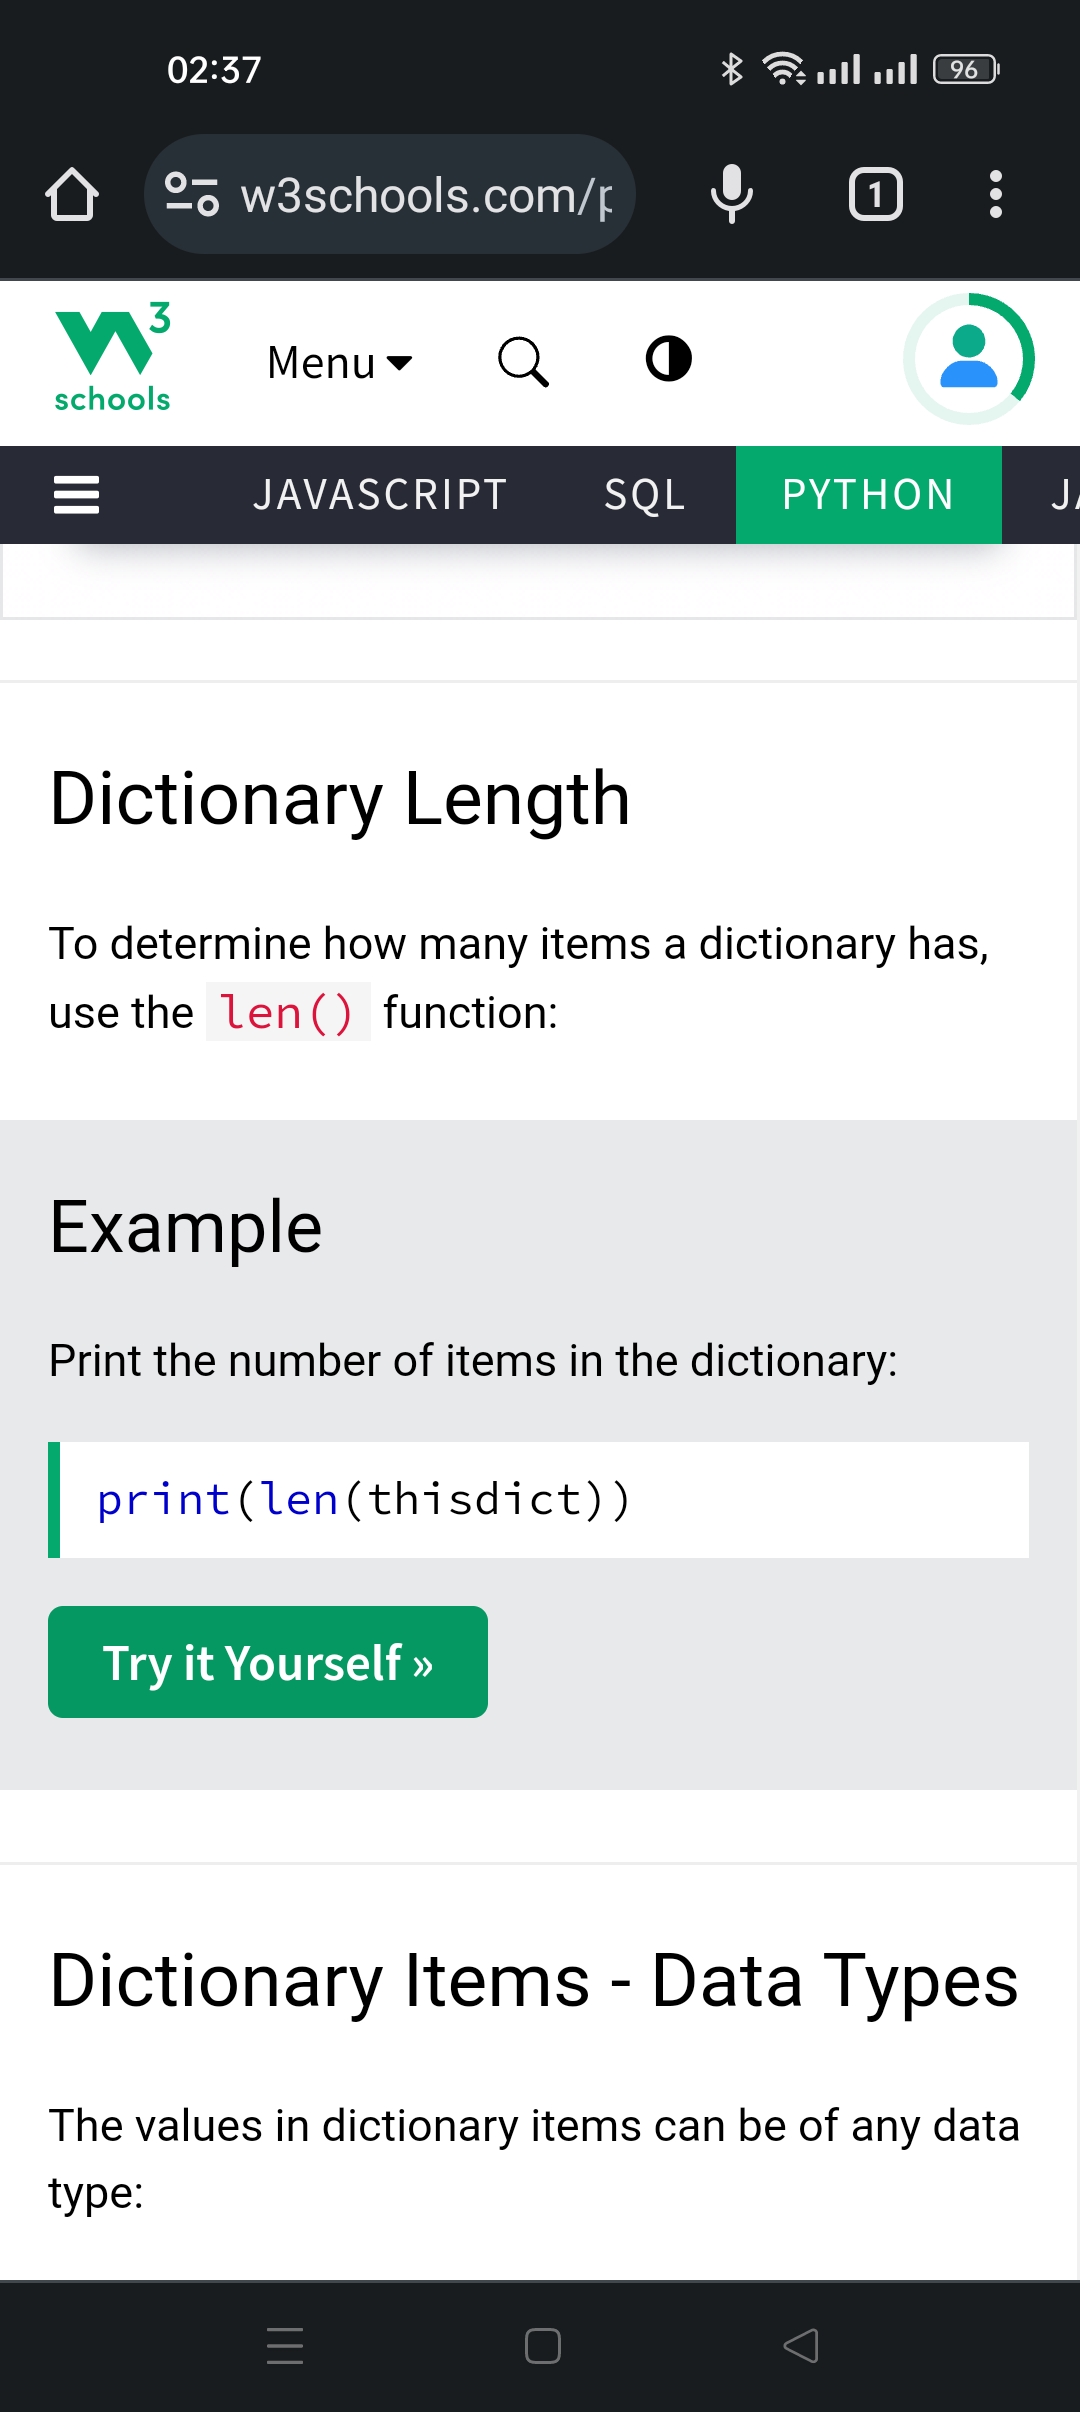 02:37
96
w3schools.com/p
1
3
schools
Menu
JAVASCRIPT SQL PYTHON JA
Dictionary Length
To determine how many items a dictionary has,
use the len() function:
Example
Print the number of items in the dictionary:
print(len(thisdict))
Try it Yourself »
Dictionary Items - Data Types
The values in dictionary items can be of any data
type: